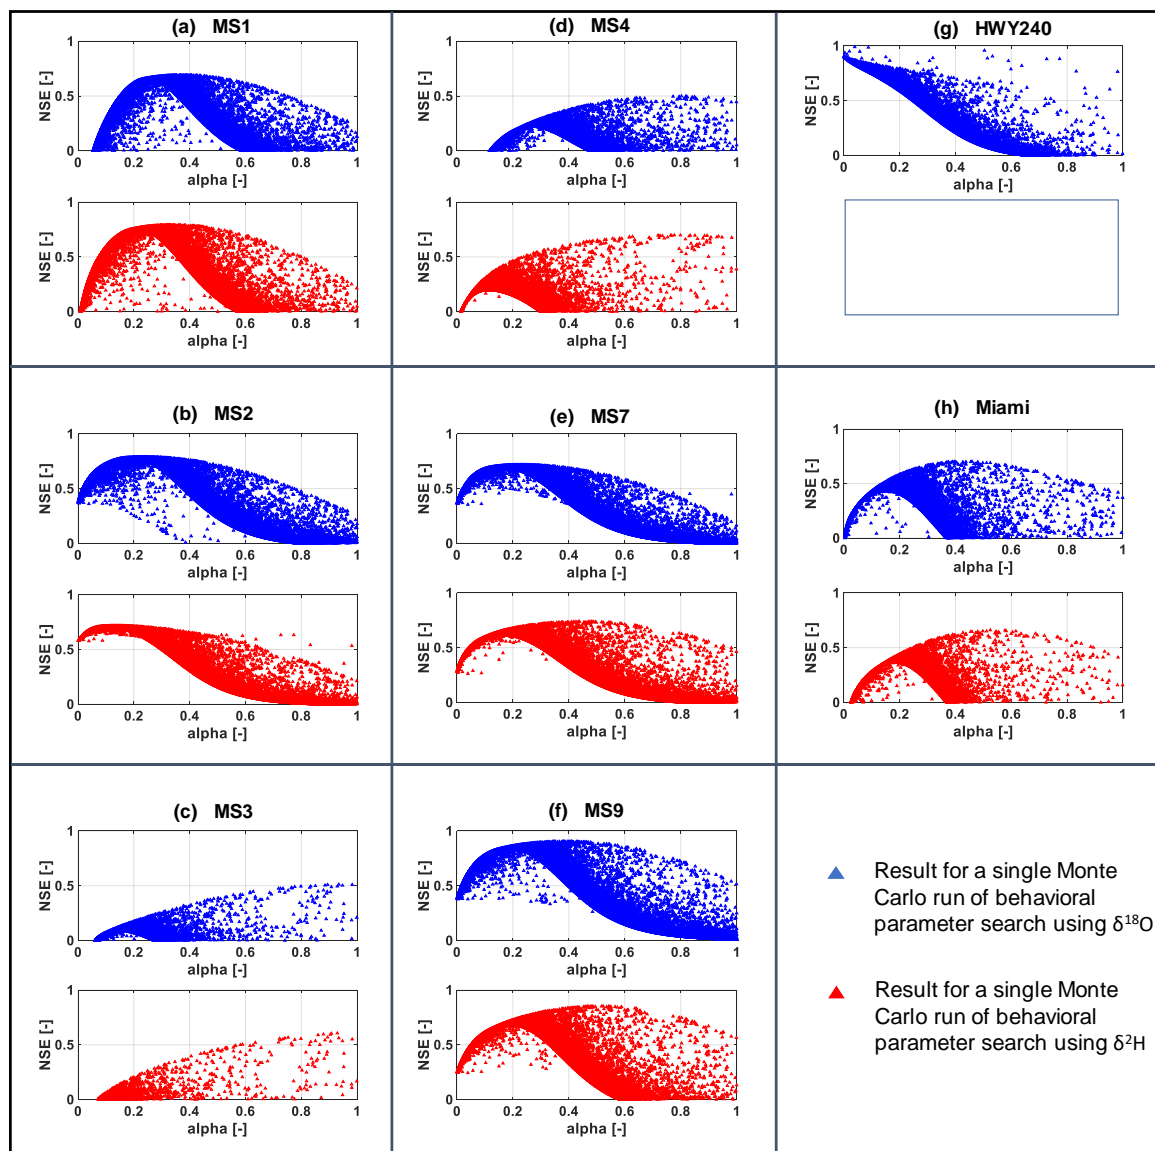 (a) MS1
1
0.5
0
NSE [-]
0 0.2 0.4 0.6 0.8 1
alpha [-]
1
0.5
0
NSE [-]
0 0.2 0.4 0.6 0.8 1
alpha [-]
(b) MS2
1
0.5
0
NSE [-]
0 0.2 0.4 0.6 0.8 1
alpha [-]
1
0.5
0
NSE [-]
0 0.2 0.4 0.6 0.8 1
alpha [-]
(c) MS3
1
0.5
0
NSE [-]
0 0.2 0.4 0.6 0.8 1
alpha [-]
1
0.5
0
NSE [-]
0 0.2 0.4 0.6 0.8 1
alpha [-]
(d) MS4
1
0.5
0
NSE [-]
0 0.2 0.4 0.6 0.8 1
alpha [-]
1
0.5
0
NSE [-]
0 0.2 0.4 0.6 0.8 1
alpha [-]
(e) MS7
1
0.5
0
NSE [-]
0 0.2 0.4 0.6 0.8 1
alpha [-]
1
0.5
0
NSE [-]
0 0.2 0.4 0.6 0.8 1
alpha [-]
(f) MS9
1
0.5
0
NSE [-]
0 0.2 0.4 0.6 0.8 1
alpha [-]
1
0.5
0
NSE [-]
0 0.2 0.4 0.6 0.8 1
alpha [-]
(g) HWY240
1
0.5
0
NSE [-]
0 0.2 0.4 0.6 0.8 1
alpha [-]
(h) Miami
1
0.5
0
NSE [-]
0 0.2 0.4 0.6 0.8 1
alpha [-]
1
0.5
0
NSE [-]
0 0.2 0.4 0.6 0.8 1
alpha [-]
Result for a single Monte
Carlo run of behavioral
parameter search using δ¹⁸O
Result for a single Monte
Carlo run of behavioral
parameter search using δ²H